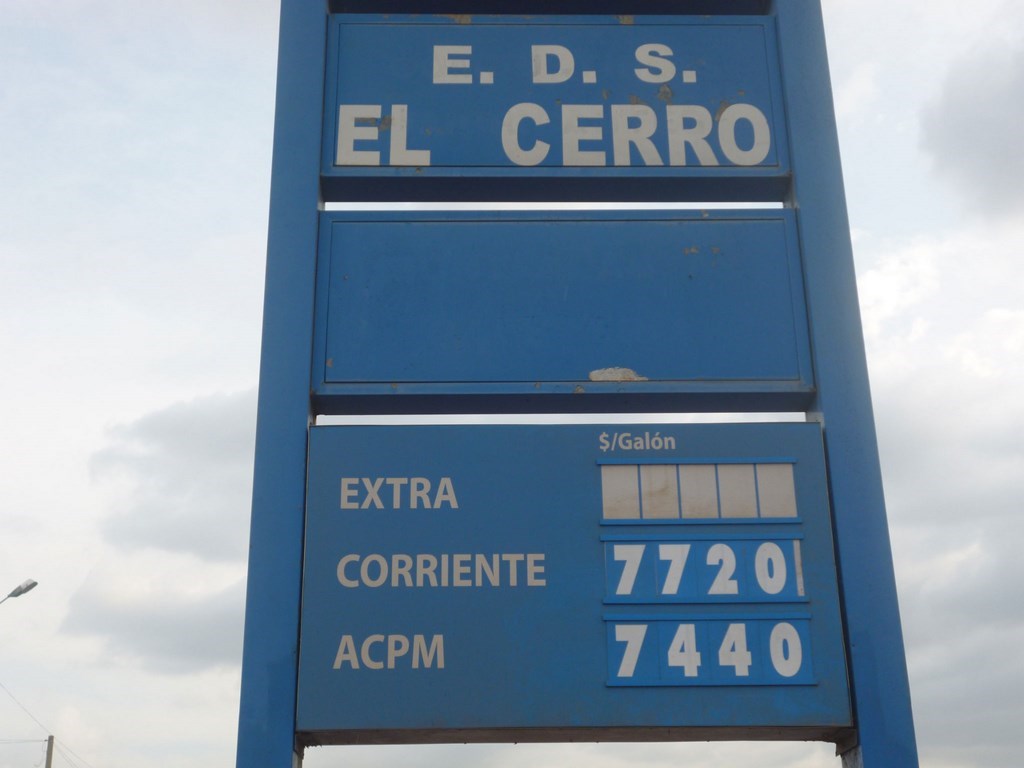 E. D. S.
EL CERRO
$/Galón
EXTRA
CORRIENTE 7720
ACPM 7440